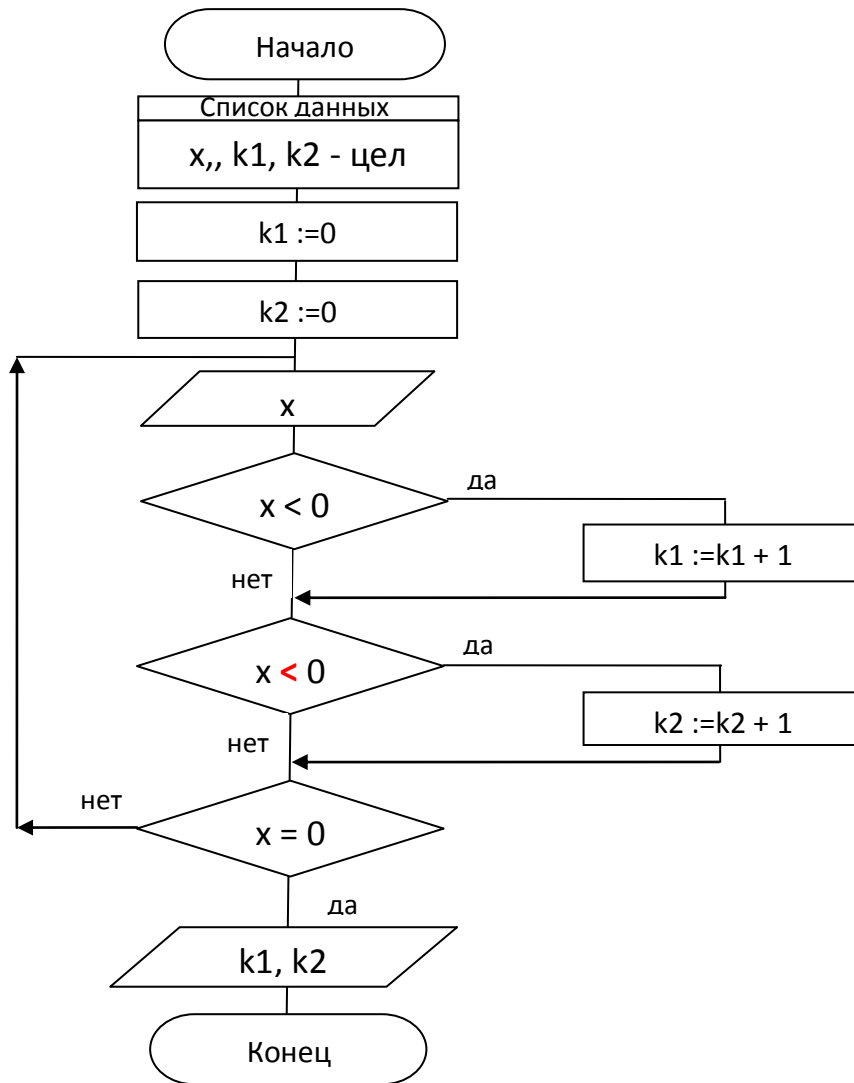 Начало
Список данных
x,, k1, k2 - цел
k1 :=0
k2 :=0
x
x < 0
да
k1 :=k1 + 1
нет
x < 0
да
k2 :=k2 + 1
нет
нет
x = 0
да
k1, k2
Конец